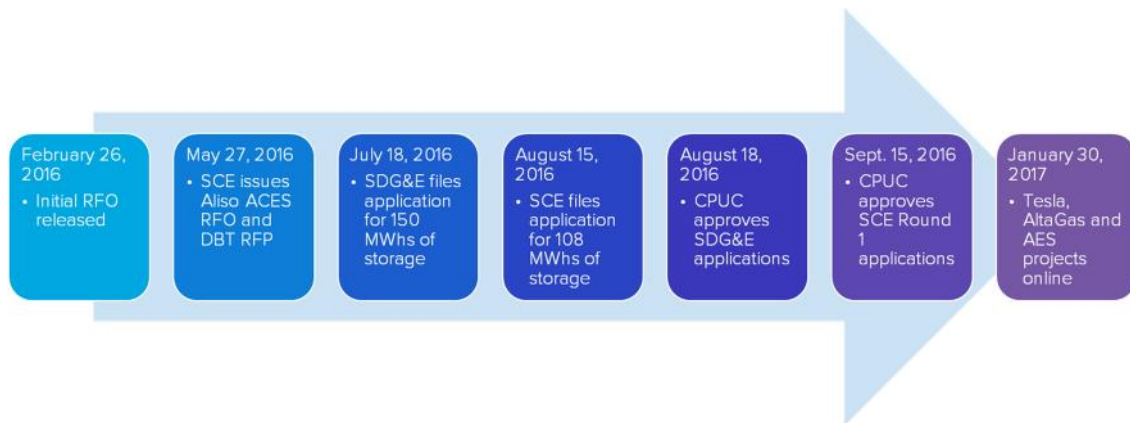 February 26,
2016
• Initial RFO
released
May 27, 2016
• SCE issues
Aliso ACES
RFO and
DBT RFP
July 18, 2016
• SDG&E files
application
for 150
MWhs of
storage
August 15,
2016
• SCE files
application
for 108
MWhs of
storage
August 18,
2016
• CPUC
approves
SDG&E
applications
Sept. 15, 2016
• CPUC
approves
SCE Round
1
applications
January 30,
2017
• Tesla,
AltaGas and
AES
projects
online